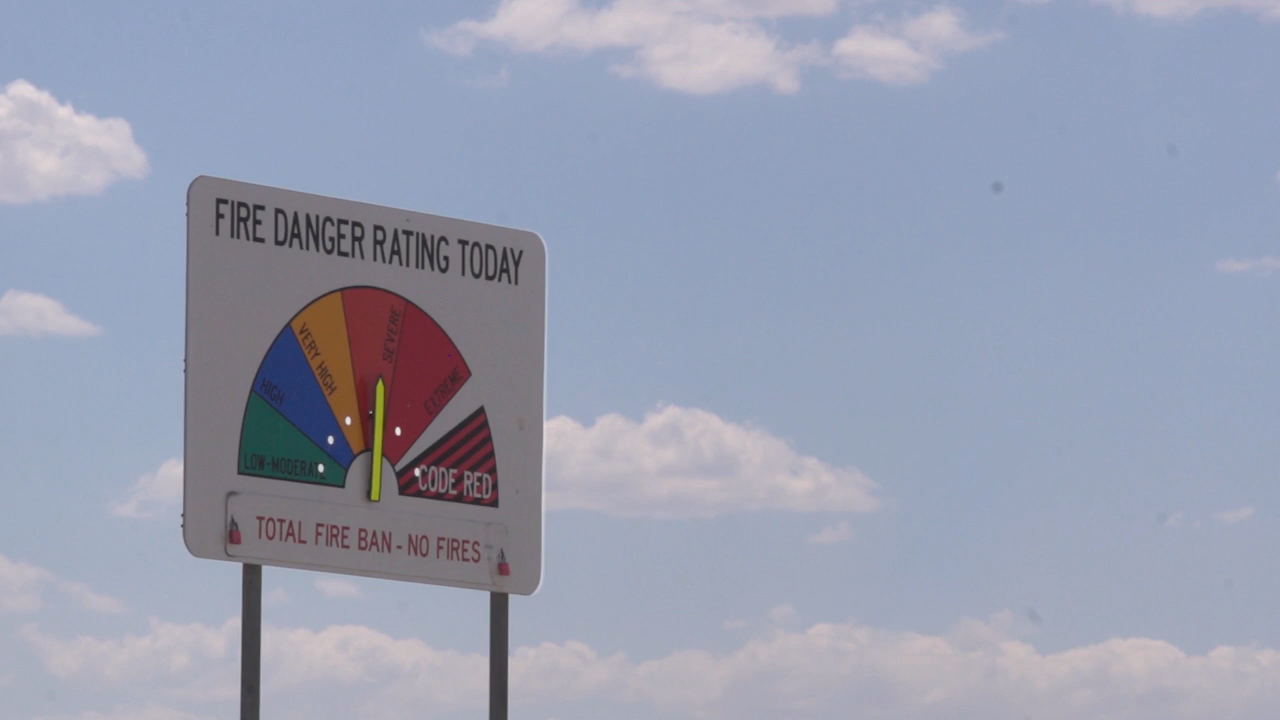 FIRE DANGER RATING TODAY
LOW-MODERATE
HIGH
VERY HIGH
SEVERE
EXTREME
CODE RED
TOTAL FIRE BAN - NO FIRES